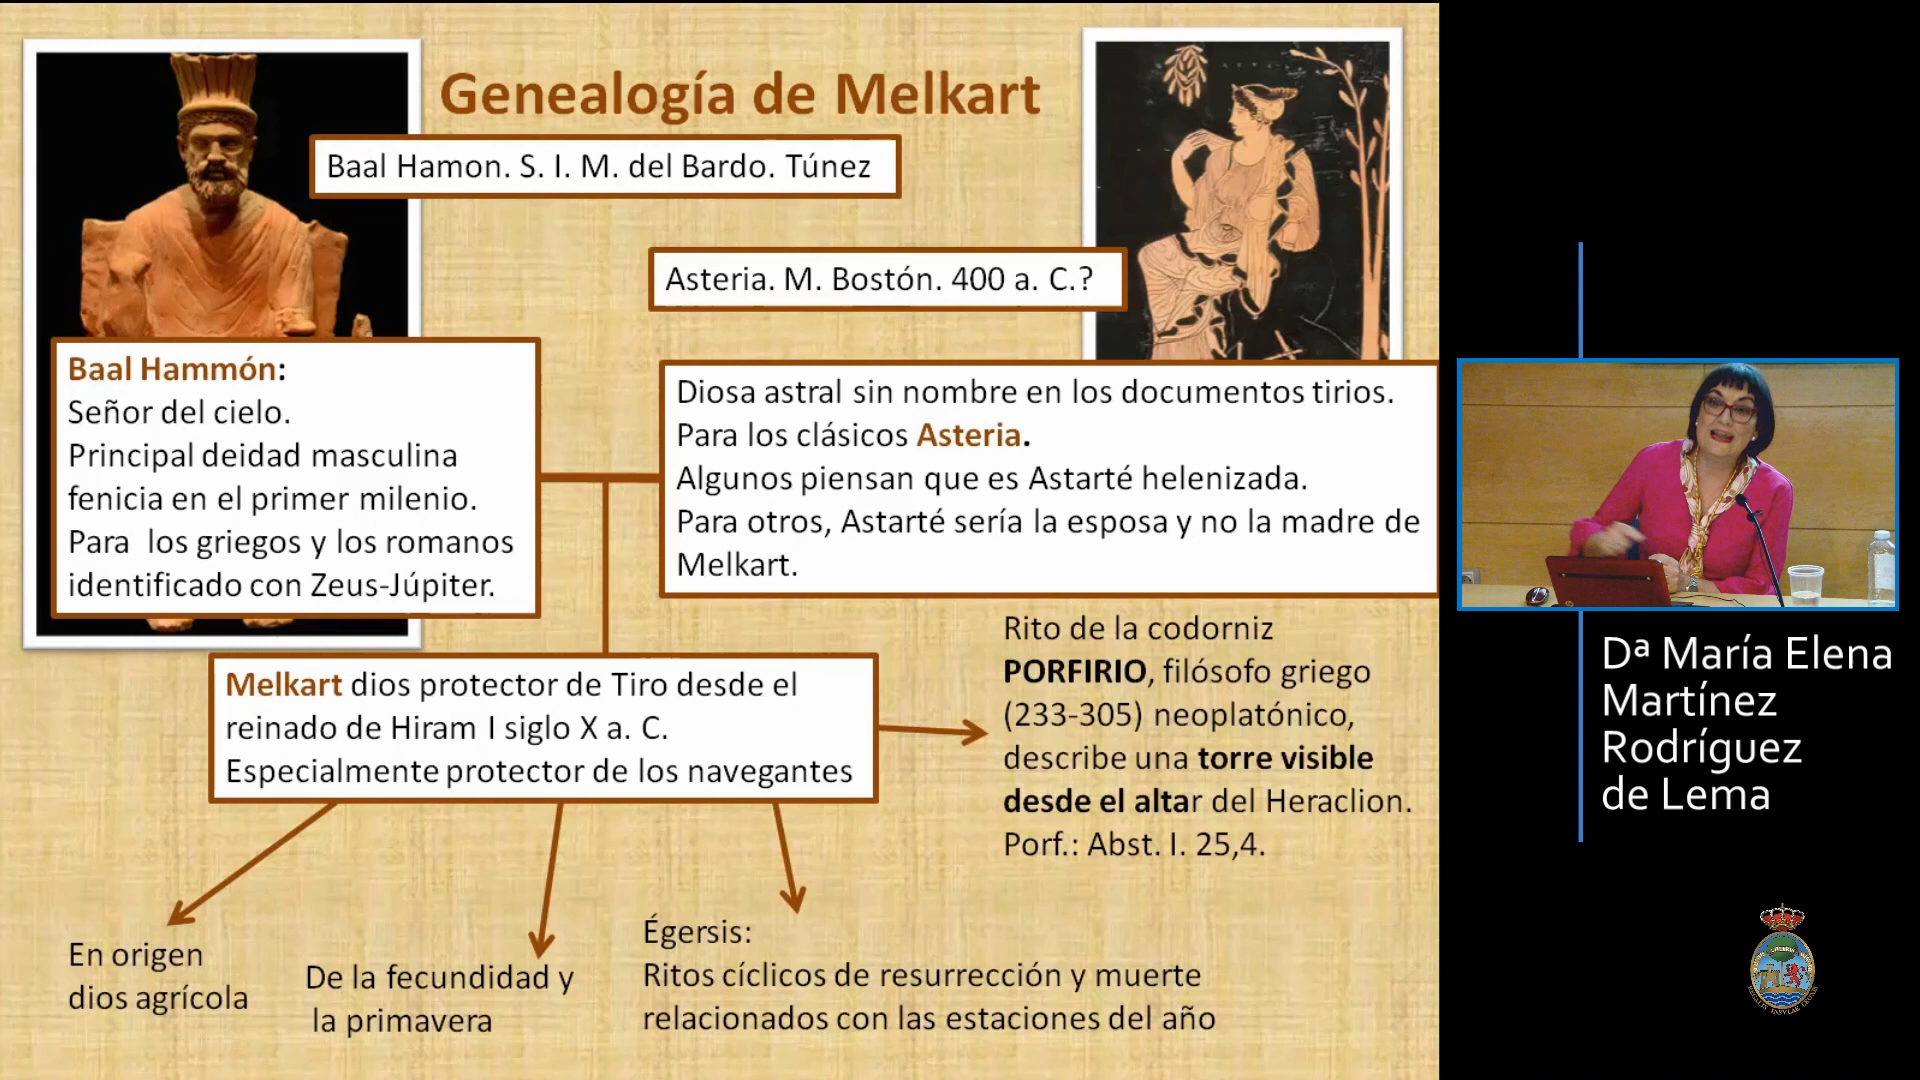 Genealogía de Melkart
Baal Hamon. S. I. M. del Bardo. Túnez
Asteria. M. Bostón. 400 a. C.?
Baal Hammón:
Señor del cielo.
Principal deidad masculina
fenicia en el primer milenio.
Para los griegos y los romanos
identificado con Zeus-Júpiter.
Diosa astral sin nombre en los documentos tirios.
Para los clásicos Asteria.
Algunos piensan que es Astarté helenizada.
Para otros, Astarté sería la esposa y no la madre de
Melkart.
Melkart dios protector de Tiro desde el
reinado de Hiram I siglo X a. C.
Especialmente protector de los navegantes
Rito de la codorniz
PORFIRIO, filósofo griego
(233-305) neoplatónico,
describe una torre visible
desde el altar del Heraclion.
Porf.: Abst. I. 25,4.
En origen
dios agrícola
De la fecundidad y
la primavera
Égersis:
Ritos cíclicos de resurrección y muerte
relacionados con las estaciones del año
Dª María Elena
Martínez
Rodríguez
de Lema